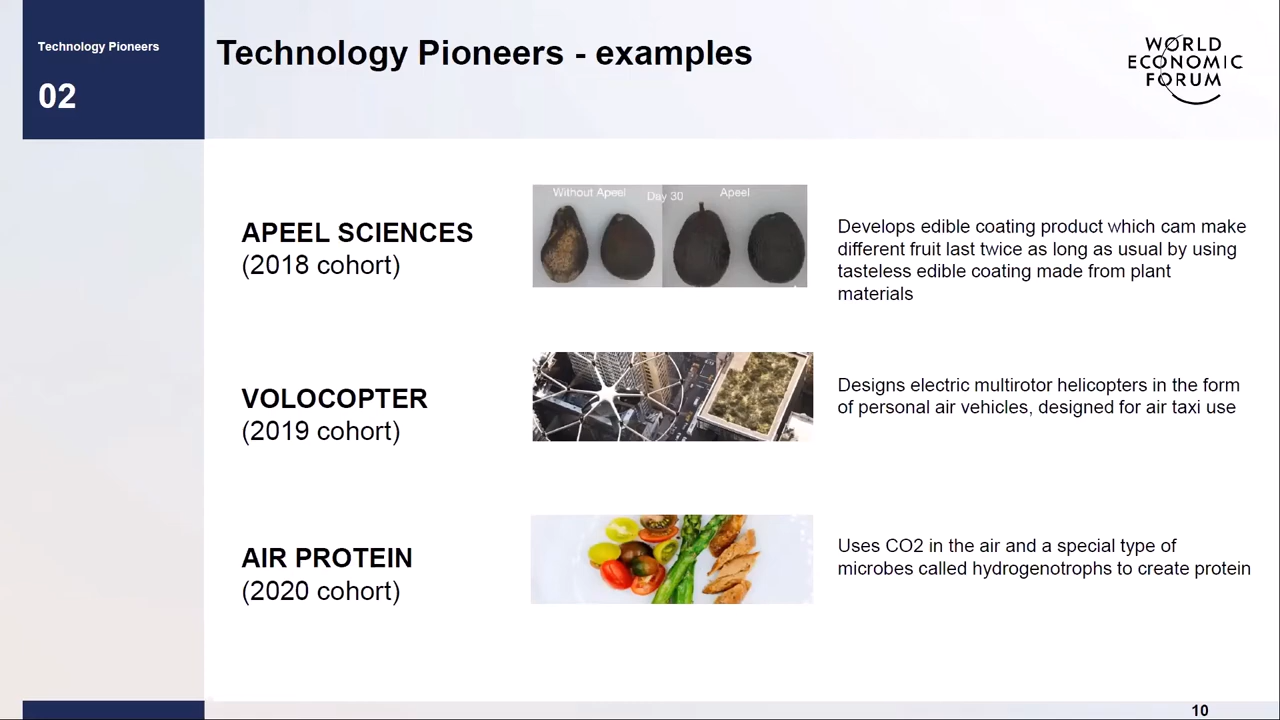 Technology Pioneers
02
Technology Pioneers - examples
WORLD
ECONOMIC
FORUM
APEEL SCIENCES
(2018 cohort)
Without Apeel
Day 30
Apeel
Develops edible coating product which cam make
different fruit last twice as long as usual by using
tasteless edible coating made from plant
materials
VOLOCOPTER
(2019 cohort)
Designs electric multirotor helicopters in the form
of personal air vehicles, designed for air taxi use
AIR PROTEIN
(2020 cohort)
Uses CO2 in the air and a special type of
microbes called hydrogenotrophs to create protein
10